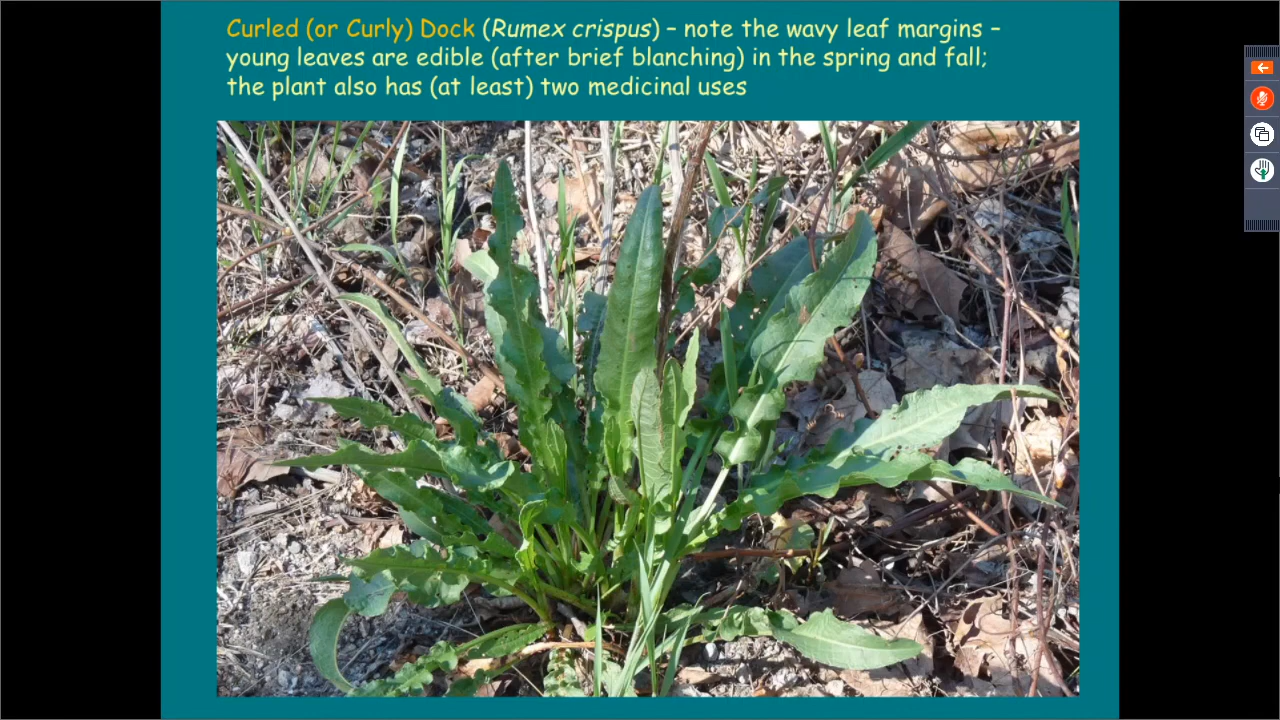 Curled (or Curly) Dock (Rumex crispus) – note the wavy leaf margins –
young leaves are edible (after brief blanching) in the spring and fall;
the plant also has (at least) two medicinal uses